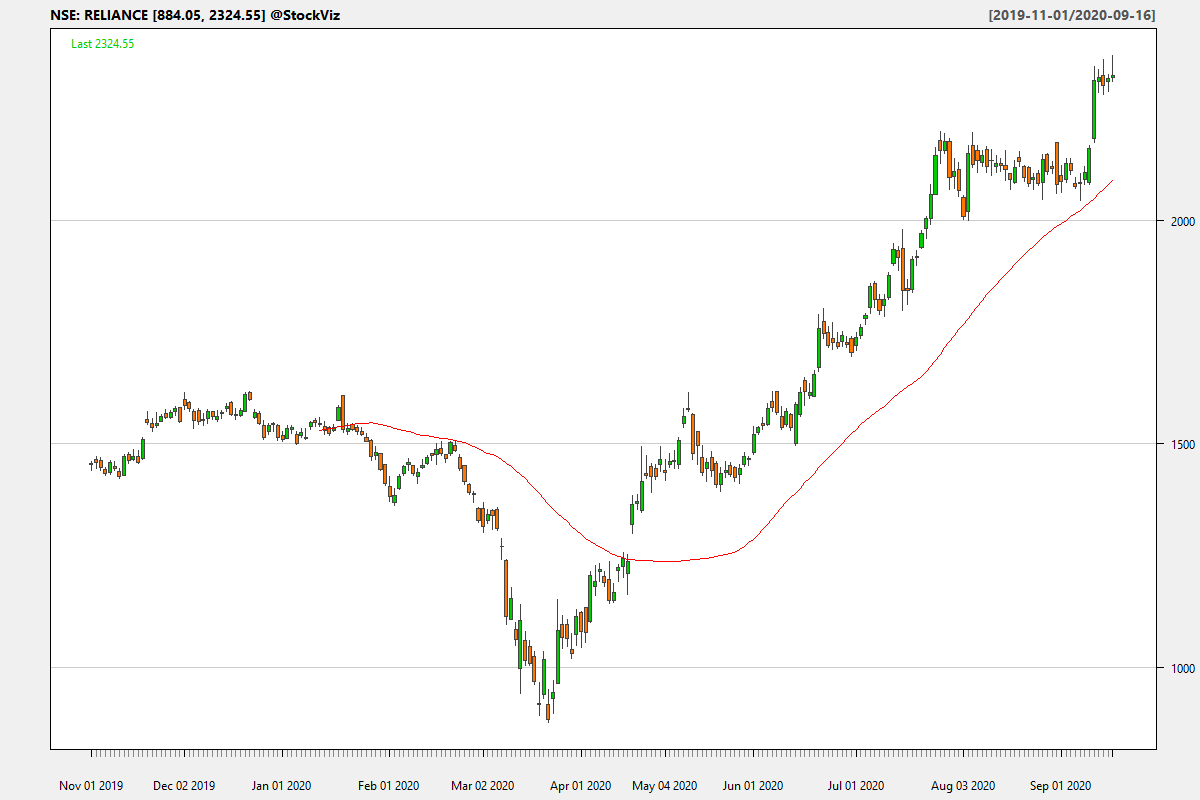 NSE: RELIANCE [884.05, 2324.55] @StockViz [2019-11-01/2020-09-16]
Last 2324.55
2000
1500
1000
Nov 01 2019 Dec 02 2019 Jan 01 2020 Feb 01 2020 Mar 02 2020 Apr 01 2020 May 04 2020 Jun 01 2020 Jul 01 2020 Aug 03 2020 Sep 01 2020